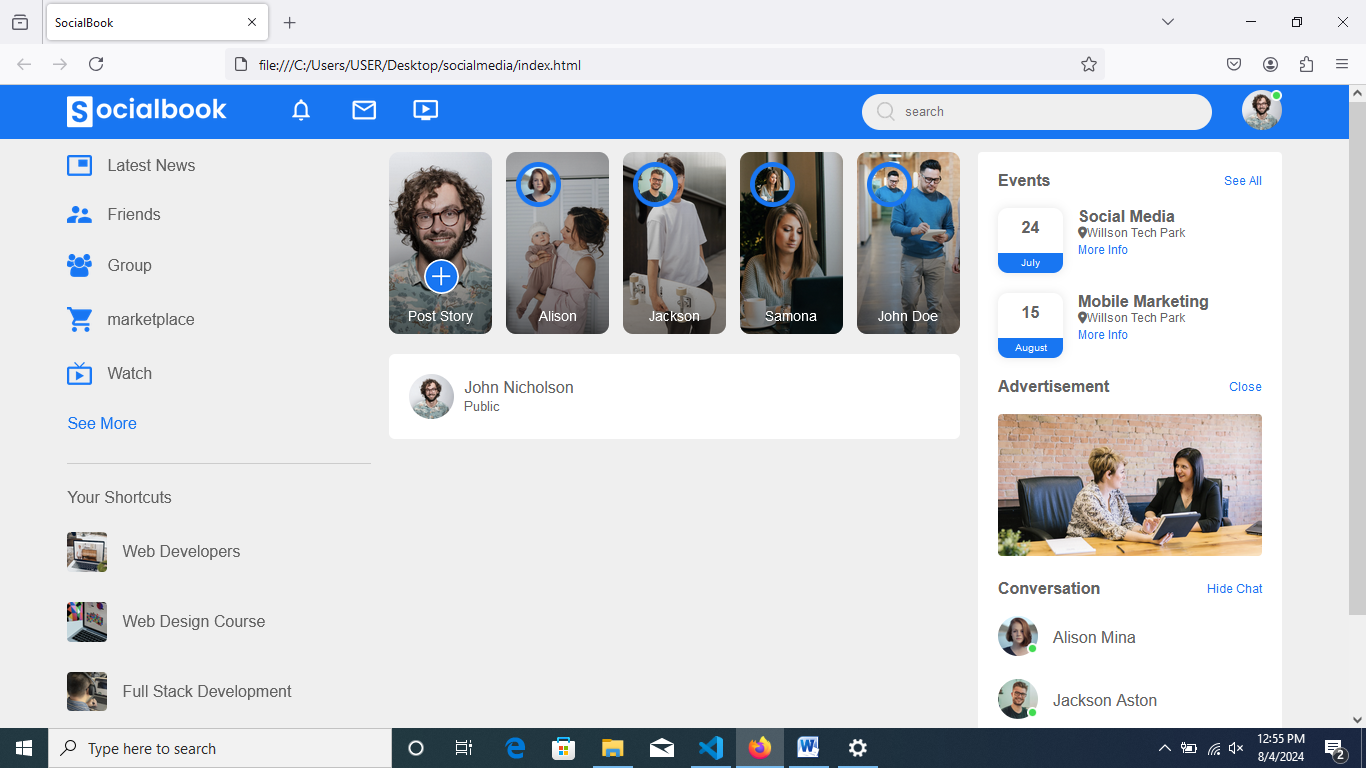 SocialBook
file:///C:/Users/USER/Desktop/socialmedia/index.html
Socialbook
search
Latest News
Friends
Group
marketplace
Watch
See More
Your Shortcuts
Web Developers
Web Design Course
Full Stack Development
Post Story
Alison
Jackson
Samona
John Doe
John Nicholson
Public
Events
See All
24
July
Social Media
Willson Tech Park
More Info
15
August
Mobile Marketing
Willson Tech Park
More Info
Advertisement
Close
Conversation
Hide Chat
Alison Mina
Jackson Aston
Type here to search
12:55 PM
8/4/2024
2